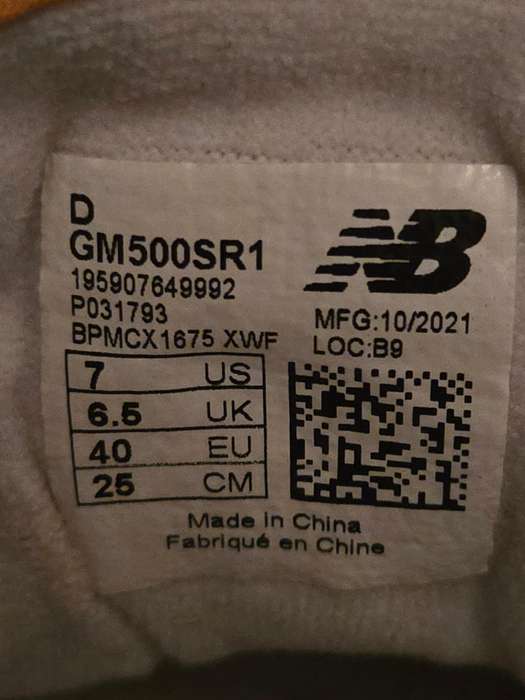 D
GM500SR1
195907649992
P031793
BPMCX1675 XWF
NB
MFG:10/2021
LOC:B9
7 US
6.5 UK
40 EU
25 CM
Made in China
Fabriqué en Chine